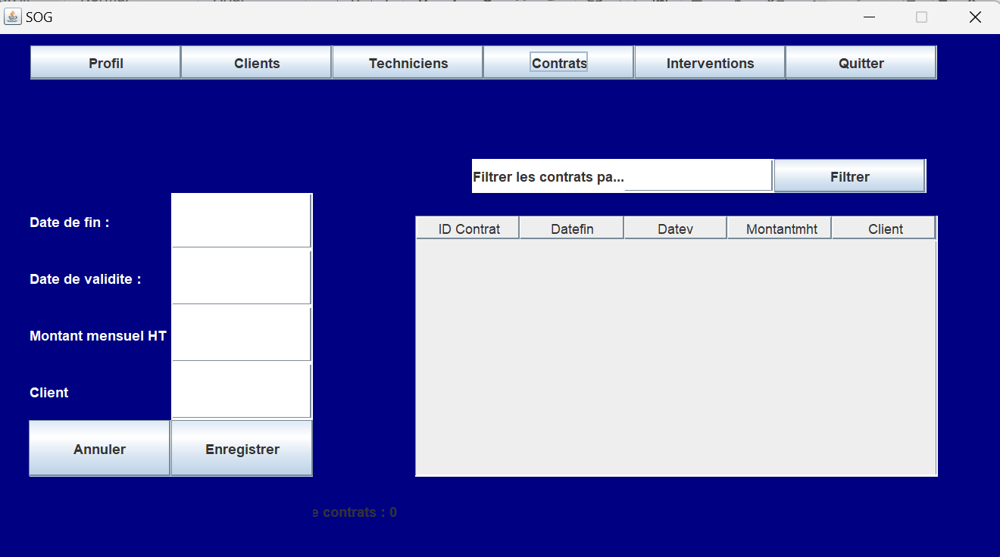 SOG
Profil Clients Techniciens Contrats Interventions Quitter
Filtrer les contrats pa... Filtrer
Date de fin :
Date de validite :
Montant mensuel HT
Client
Annuler Enregistrer
ID Contrat Datefin Datev Montantmht Client
e contrats : 0